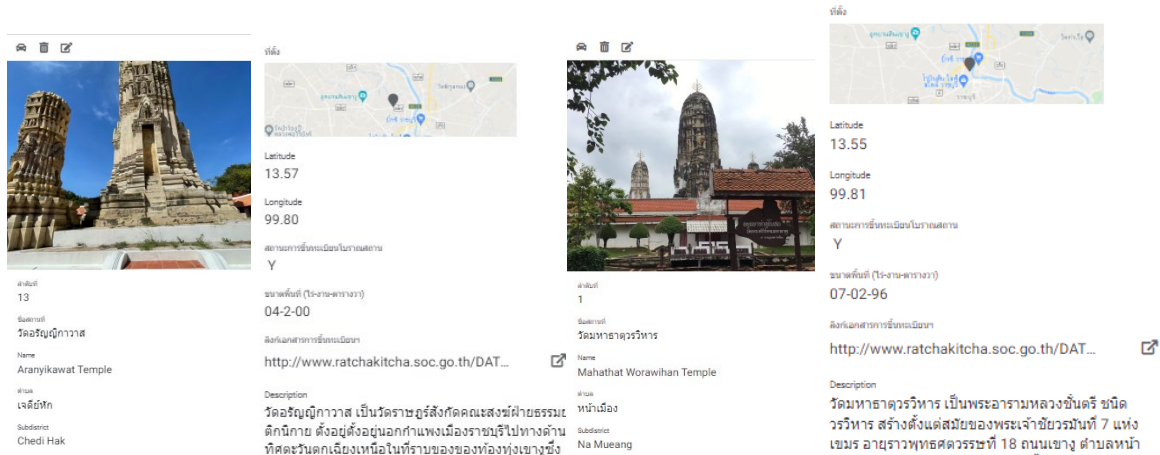 ลำดับที่
13
ชื่อสถานที่
วัดอรัญญิกาวาส
Name
Aranyikawat Temple
ตำบล
เจดีย์หัก
Subdistrict
Chedi Hak
ที่ตั้ง
Latitude
13.57
Longitude
99.80
สถานะการขึ้นทะเบียนโบราณสถาน
Y
ขนาดพื้นที่ (ไร่-งาน-ตารางวา)
04-2-00
ลิงก์เอกสารการขึ้นทะเบียนฯ
http://www.ratchakitcha.soc.go.th/DAT...
Description
วัดอรัญญิกาวาส เป็นวัดราษฎร์สังกัดคณะสงฆ์ฝ่ายธรรมย
ติกนิกาย ตั้งอยู่ตั้งอยู่นอกกำแพงเมืองราชบุรีไปทางด้าน
ทิศตะวันตกเฉียงเหนือในที่ราบของของท้องทุ่งเขางูซึ่ง
ลำดับที่
1
ชื่อสถานที่
วัดมหาธาตุวรวิหาร
Name
Mahathat Worawihan Temple
ตำบล
หน้าเมือง
Subdistrict
Na Mueang
ที่ตั้ง
Latitude
13.55
Longitude
99.81
สถานะการขึ้นทะเบียนโบราณสถาน
Y
ขนาดพื้นที่ (ไร่-งาน-ตารางวา)
07-02-96
ลิงก์เอกสารการขึ้นทะเบียนฯ
http://www.ratchakitcha.soc.go.th/DAT...
Description
วัดมหาธาตุวรวิหาร เป็นพระอารามหลวงชั้นตรี ชนิด
วรวิหาร สร้างตั้งแต่สมัยของพระเจ้าชัยวรมันที่ 7 แห่ง
เขมร อายุราวพุทธศตวรรษที่ 18 ถนนเขางู ตำบลหน้า